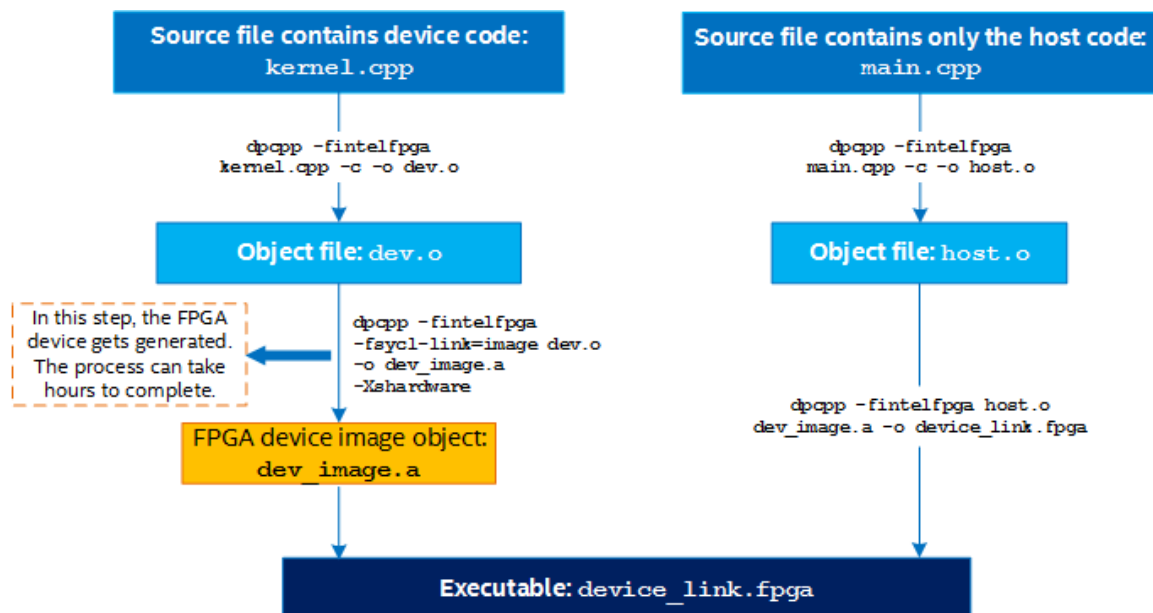 Source file contains device code:
kernel.cpp
Source file contains only the host code:
main.cpp
dpcpp -fintelfpga
kernel.cpp -c -o dev.o
dpcpp -fintelfpga
main.cpp -c -o host.o
Object file: dev.o
Object file: host.o
In this step, the FPGA
device gets generated.
The process can take
hours to complete.
dpcpp -fintelfpga
-fsycl-link=image dev.o
-o dev_image.a
-Xshardware
FPGA device image object:
dev_image.a
dpcpp -fintelfpga host.o
dev_image.a -o device_link.fpga
Executable: device_link.fpga